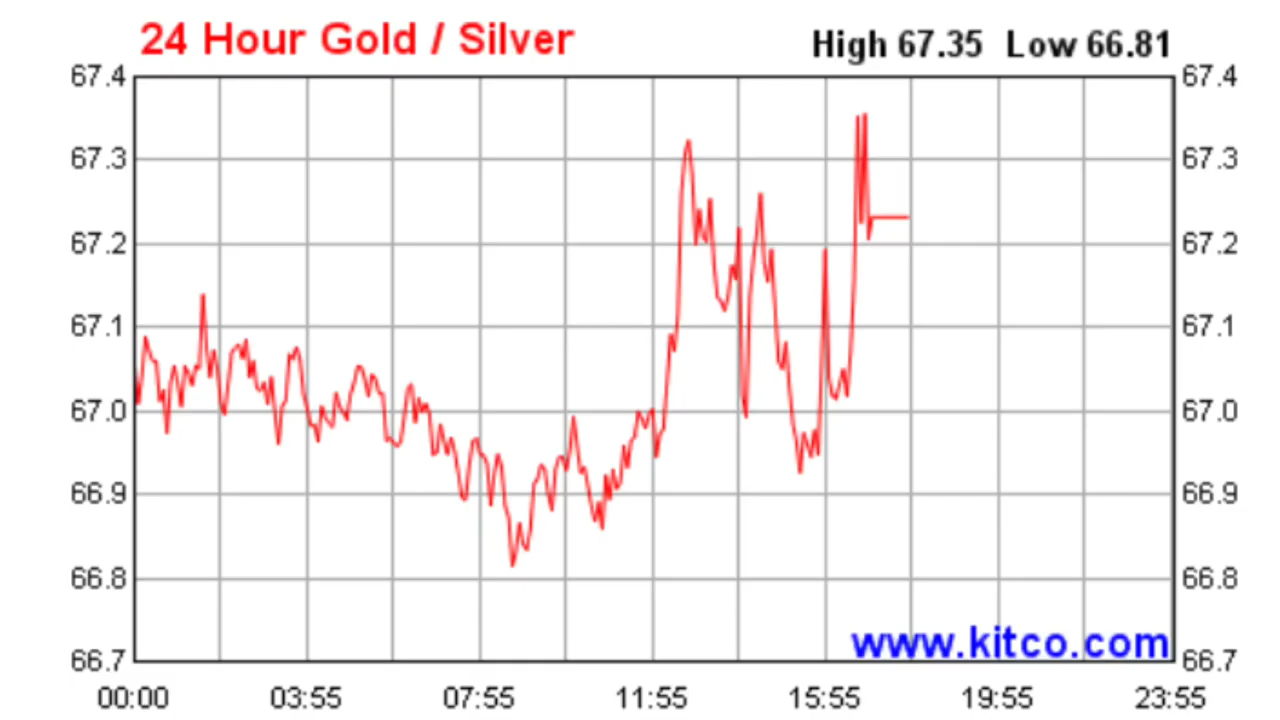 24 Hour Gold / Silver High 67.35 Low 66.81
67.4 67.4
67.3 67.3
67.2 67.2
67.1 67.1
67.0 67.0
66.9 66.9
66.8 66.8
www.kitco.com
66.7 66.7
00:00 03:55 07:55 11:55 15:55 19:55 23:55